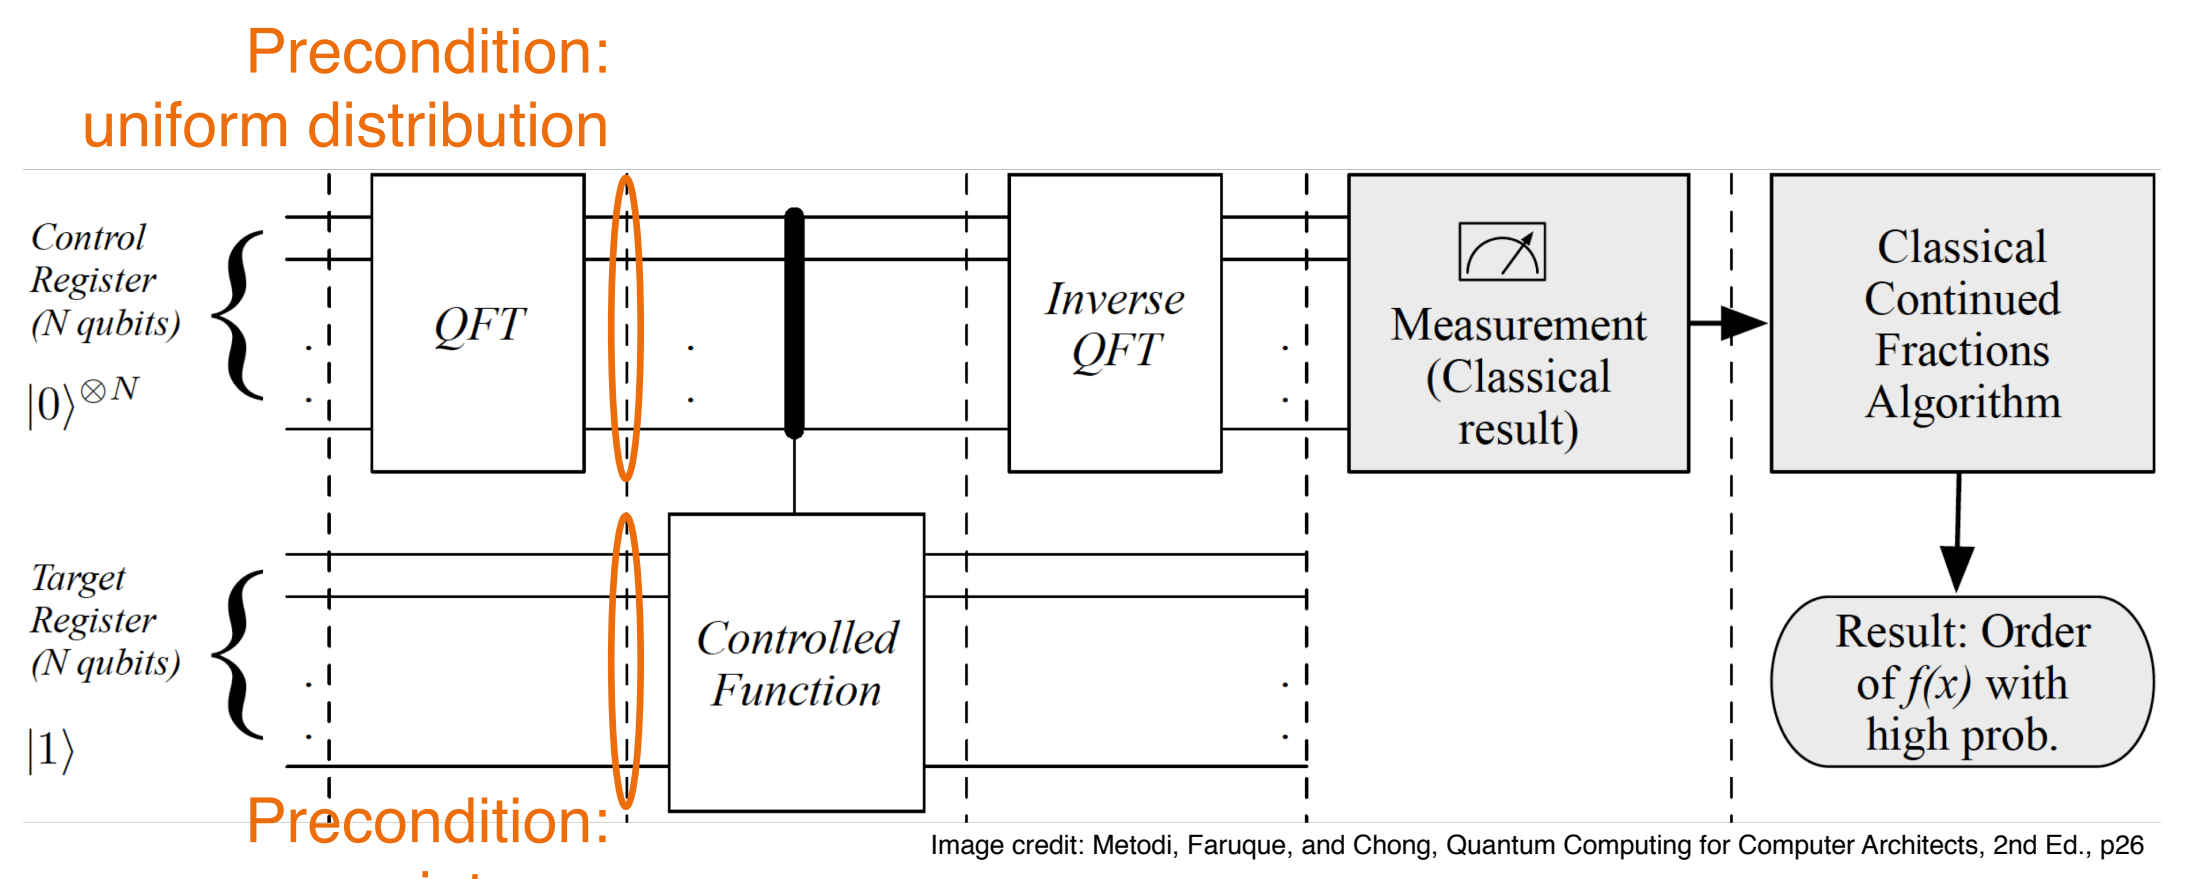 Precondition:
uniform distribution
Control
Register
(N qubits)
|0⟩⊗N
QFT
Inverse
QFT
Measurement
(Classical
result)
Classical
Continued
Fractions
Algorithm
Target
Register
(N qubits)
|1⟩
Controlled
Function
Result: Order
of f(x) with
high prob.
Precondition:
Image credit: Metodi, Faruque, and Chong, Quantum Computing for Computer Architects, 2nd Ed., p26